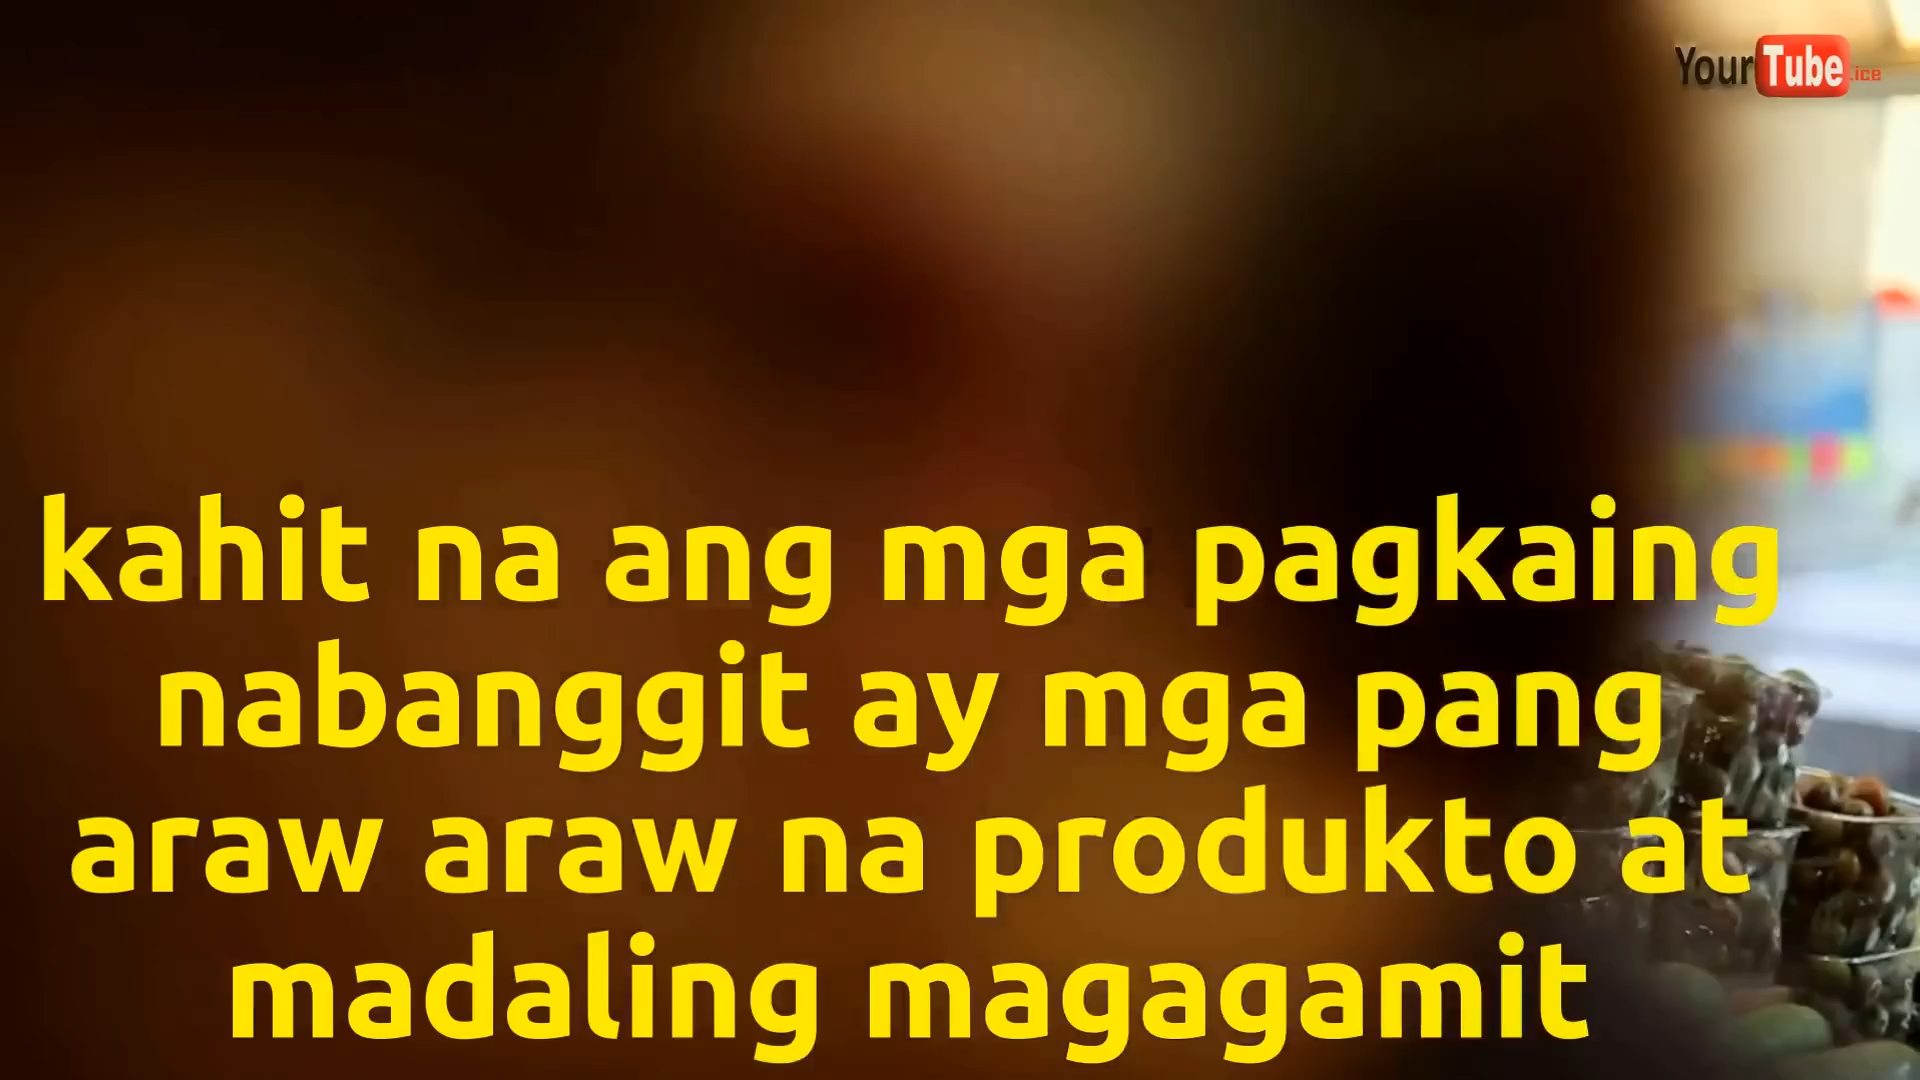 YourTube.ice
kahit na ang mga pagkaing
nabanggit ay mga pang
araw araw na produkto at
madaling magagamit